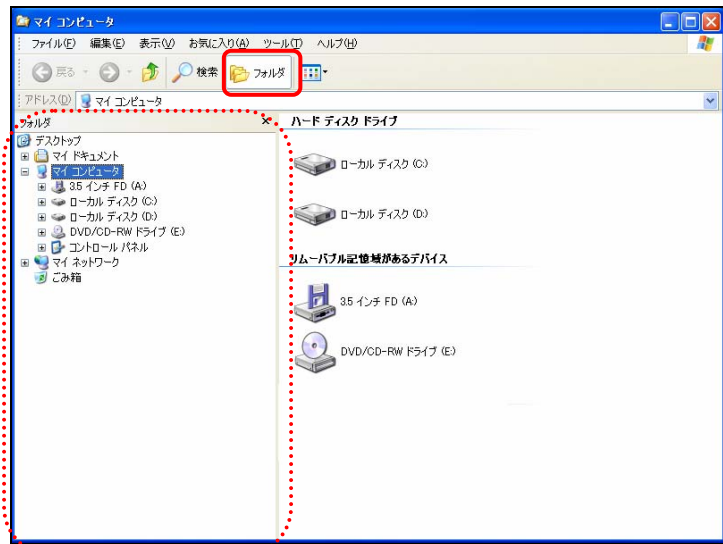 マイ コンピュータ
ファイル(F) 編集(E) 表示(V) お気に入り(A) ツール(T) ヘルプ(H)
戻る 検索 フォルダ
アドレス(D) マイ コンピュータ
フォルダ ×
デスクトップ
マイ ドキュメント
マイ コンピュータ
3.5 インチ FD (A:)
ローカル ディスク (C:)
ローカル ディスク (D:)
DVD/CD-RW ドライブ (E:)
コントロール パネル
マイ ネットワーク
ごみ箱
ハード ディスク ドライブ
ローカル ディスク (C:)
ローカル ディスク (D:)
リムーバブル記憶域があるデバイス
3.5 インチ FD (A:)
DVD/CD-RW ドライブ (E:)